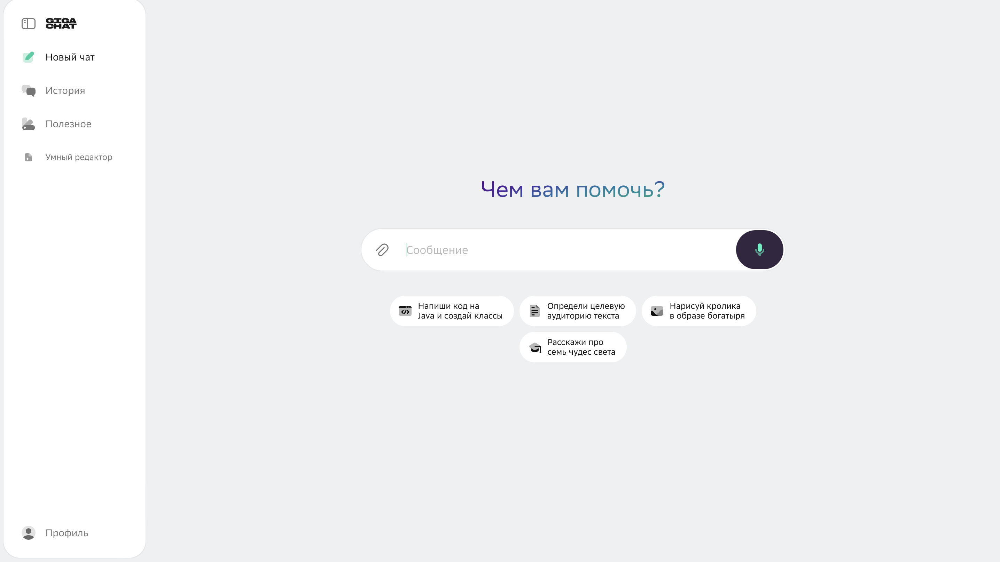 GIGA
CHAT
Новый чат
История
Полезное
Умный редактор
Чем вам помочь?
Сообщение
Напиши код на
Java и создай классы
Определи целевую
аудиторию текста
Нарисуй кролика
в образе богатыря
Расскажи про
семь чудес света
Профиль